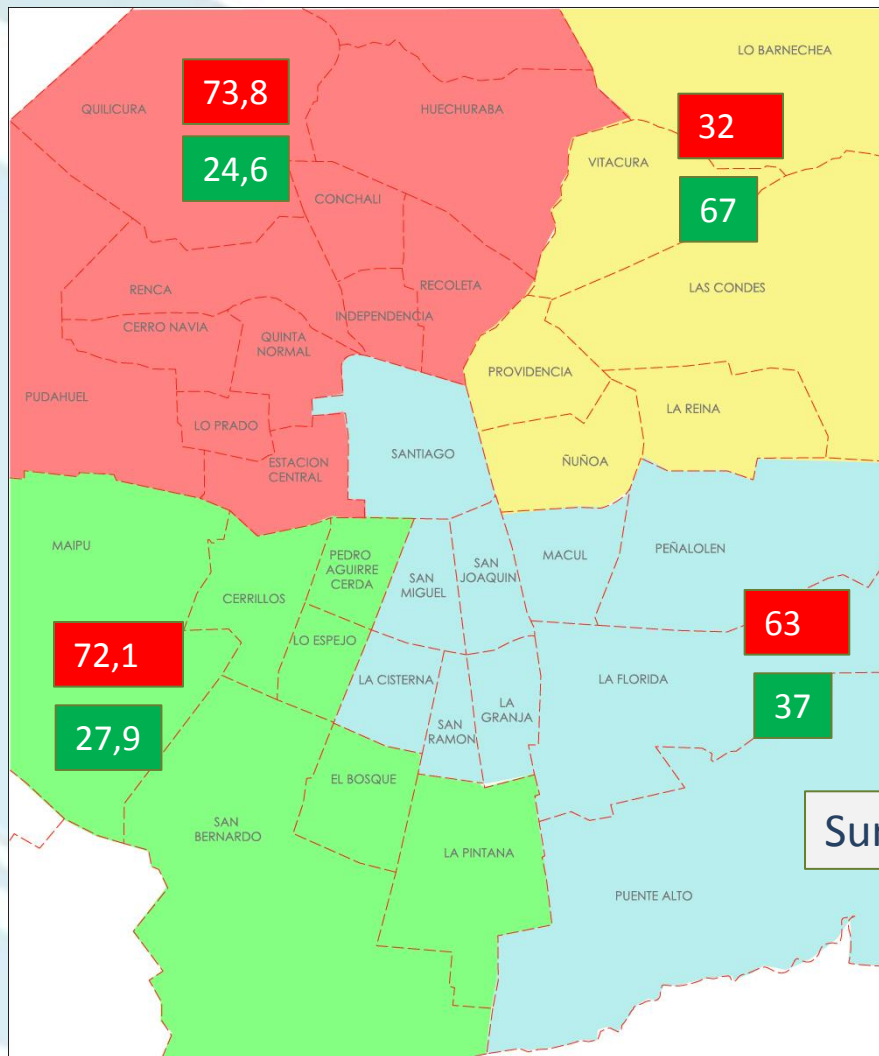 LO BARNECHEA
73,8
32
QUILICURA
HUECHURABA
24,6
VITACURA
67
CONCHALI
RENCA
RECOLETA
LAS CONDES
INDEPENDENCIA
CERRO NAVIA
QUINTA
NORMAL
PROVIDENCIA
PUDAHUEL
LA REINA
LO PRADO
SANTIAGO
ÑUÑOA
ESTACION
CENTRAL
MAIPU
PEDRO
AGUIRRE
CERDA
SAN
MIGUEL
SAN
JOAQUIN
MACUL
PEÑALOLEN
CERRILLOS
63
LO ESPEJO
72,1
LA CISTERNA
LA FLORIDA
SAN
RAMON
LA
GRANJA
37
27,9
EL BOSQUE
SAN
BERNARDO
LA PINTANA
Sur
PUENTE ALTO